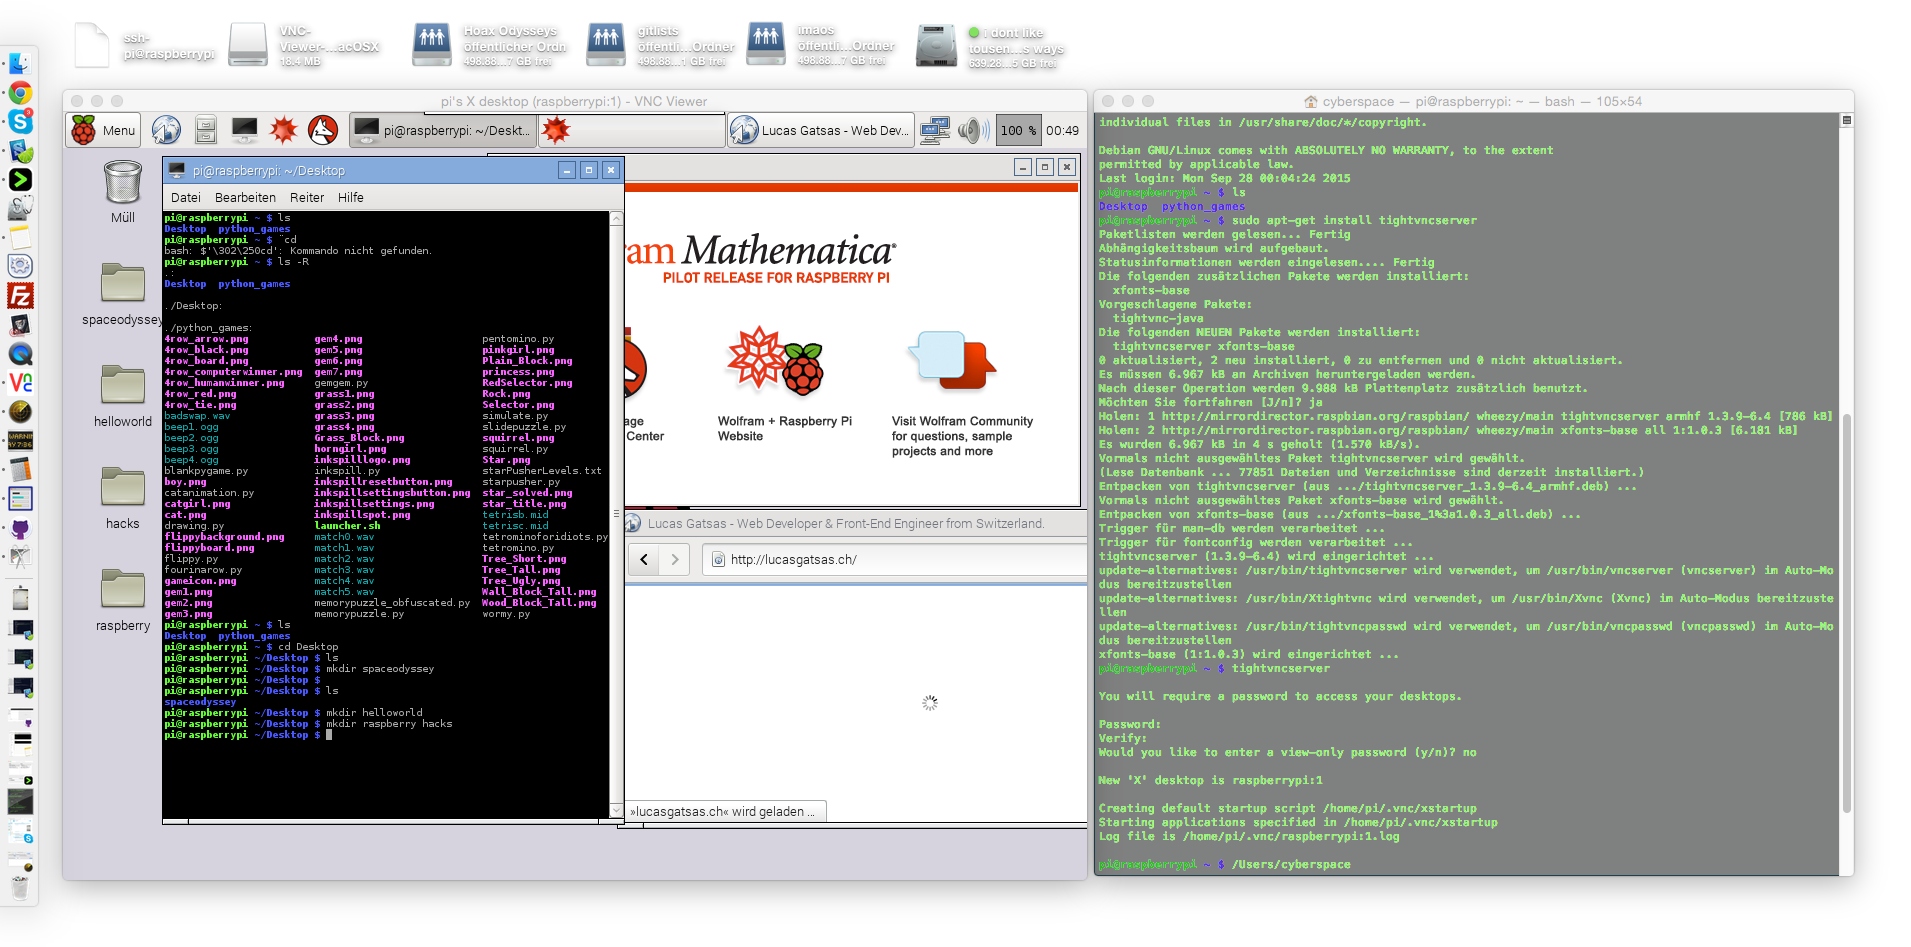 ssh-
pi@raspberrypi
VNC-
Viewer-...acOSX
18.4 MB
Hoax Odysseys
öffentlicher Ordn
498.88...7 GB frei
gitlists
öffentli...Ordner
498.88...1 GB frei
imaos
öffentli...Ordner
498.88...7 GB frei
i dont like
tousen...s ways
639.28...5 GB frei
pi's X desktop (raspberrypi:1) - VNC Viewer
Menu
pi@raspberrypi: ~/Deskt...
Lucas Gatsas - Web Dev...
100 %
00:49
Müll
spaceodyssey
helloworld
hacks
raspberry
pi@raspberrypi: ~/Desktop
Datei Bearbeiten Reiter Hilfe
pi@raspberrypi ~ $ ls
Desktop python_games
pi@raspberrypi ~ $ ¨cd
bash: $'\302\250cd': Kommando nicht gefunden.
pi@raspberrypi ~ $ ls -R
.:
Desktop python_games
./Desktop:
./python_games:
4row_arrow.png gem4.png pentomino.py
4row_black.png gem5.png pinkgirl.png
4row_board.png gem6.png Plain_Block.png
4row_computerwinner.png gem7.png princess.png
4row_humanwinner.png gemgem.py RedSelector.png
4row_red.png grass1.png Rock.png
4row_tie.png grass2.png Selector.png
badswap.wav grass3.png simulate.py
beep1.ogg grass4.png slidepuzzle.py
beep2.ogg Grass_Block.png squirrel.png
beep3.ogg horngirl.png squirrel.py
beep4.ogg inkspilllogo.png Star.png
blankpygame.py inkspill.py starPusherLevels.txt
boy.png inkspillresetbutton.png starpusher.py
catanimation.py inkspillsettingsbutton.png star_solved.png
catgirl.png inkspillsettings.png star_title.png
cat.png inkspillspot.png tetrisb.mid
drawing.py launcher.sh tetrisc.mid
flippybackground.png match0.wav tetrominoforidiots.py
flippyboard.png match1.wav tetromino.py
flippy.py match2.wav Tree_Short.png
fourinarow.py match3.wav Tree_Tall.png
gameicon.png match4.wav Tree_Ugly.png
gem1.png match5.wav Wall_Block_Tall.png
gem2.png memorypuzzle_obfuscated.py Wood_Block_Tall.png
gem3.png memorypuzzle.py wormy.py
pi@raspberrypi ~ $ ls
Desktop python_games
pi@raspberrypi ~ $ cd Desktop
pi@raspberrypi ~/Desktop $ ls
pi@raspberrypi ~/Desktop $ mkdir spaceodyssey
pi@raspberrypi ~/Desktop $
pi@raspberrypi ~/Desktop $ ls
spaceodyssey
pi@raspberrypi ~/Desktop $ mkdir helloworld
pi@raspberrypi ~/Desktop $ mkdir raspberry hacks
pi@raspberrypi ~/Desktop $
ram Mathematica®
PILOT RELEASE FOR RASPBERRY PI
age
Center
Wolfram + Raspberry Pi
Website
Visit Wolfram Community
for questions, sample
projects and more
Lucas Gatsas - Web Developer & Front-End Engineer from Switzerland.
http://lucasgatsas.ch/
»lucasgatsas.ch« wird geladen ...
cyberspace — pi@raspberrypi: ~ — bash — 105×54
individual files in /usr/share/doc/*/copyright.
Debian GNU/Linux comes with ABSOLUTELY NO WARRANTY, to the extent
permitted by applicable law.
Last login: Mon Sep 28 00:04:24 2015
pi@raspberrypi ~ $ ls
Desktop python_games
pi@raspberrypi ~ $ sudo apt-get install tightvncserver
Paketlisten werden gelesen... Fertig
Abhängigkeitsbaum wird aufgebaut.
Statusinformationen werden eingelesen.... Fertig
Die folgenden zusätzlichen Pakete werden installiert:
xfonts-base
Vorgeschlagene Pakete:
tightvnc-java
Die folgenden NEUEN Pakete werden installiert:
tightvncserver xfonts-base
0 aktualisiert, 2 neu installiert, 0 zu entfernen und 0 nicht aktualisiert.
Es müssen 6.967 kB an Archiven heruntergeladen werden.
Nach dieser Operation werden 9.988 kB Plattenplatz zusätzlich benutzt.
Möchten Sie fortfahren [J/n]? ja
Holen: 1 http://mirrordirector.raspbian.org/raspbian/ wheezy/main tightvncserver armhf 1.3.9-6.4 [786 kB]
Holen: 2 http://mirrordirector.raspbian.org/raspbian/ wheezy/main xfonts-base all 1:1.0.3 [6.181 kB]
Es wurden 6.967 kB in 4 s geholt (1.570 kB/s).
Vormals nicht ausgewähltes Paket tightvncserver wird gewählt.
(Lese Datenbank ... 77851 Dateien und Verzeichnisse sind derzeit installiert.)
Entpacken von tightvncserver (aus .../tightvncserver_1.3.9-6.4_armhf.deb) ...
Vormals nicht ausgewähltes Paket xfonts-base wird gewählt.
Entpacken von xfonts-base (aus .../xfonts-base_1%3a1.0.3_all.deb) ...
Trigger für man-db werden verarbeitet ...
Trigger für fontconfig werden verarbeitet ...
tightvncserver (1.3.9-6.4) wird eingerichtet ...
update-alternatives: /usr/bin/tightvncserver wird verwendet, um /usr/bin/vncserver (vncserver) im Auto-Mo
dus bereitzustellen
update-alternatives: /usr/bin/Xtightvnc wird verwendet, um /usr/bin/Xvnc (Xvnc) im Auto-Modus bereitzuste
llen
update-alternatives: /usr/bin/tightvncpasswd wird verwendet, um /usr/bin/vncpasswd (vncpasswd) im Auto-Mo
dus bereitzustellen
xfonts-base (1:1.0.3) wird eingerichtet ...
pi@raspberrypi ~ $ tightvncserver
You will require a password to access your desktops.
Password:
Verify:
Would you like to enter a view-only password (y/n)? no
New 'X' desktop is raspberrypi:1
Creating default startup script /home/pi/.vnc/xstartup
Starting applications specified in /home/pi/.vnc/xstartup
Log file is /home/pi/.vnc/raspberrypi:1.log
pi@raspberrypi ~ $ /Users/cyberspace